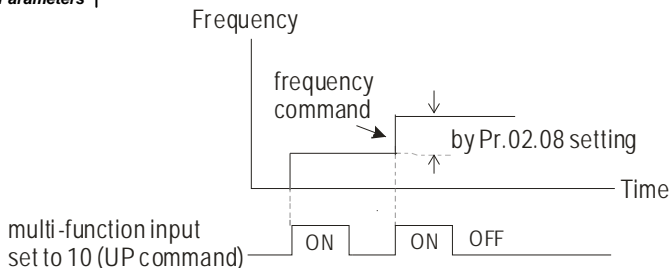 Parameters |
Frequency
frequency
command
by Pr.02.08 setting
Time
multi-function input
set to 10 (UP command)
ON
ON
OFF